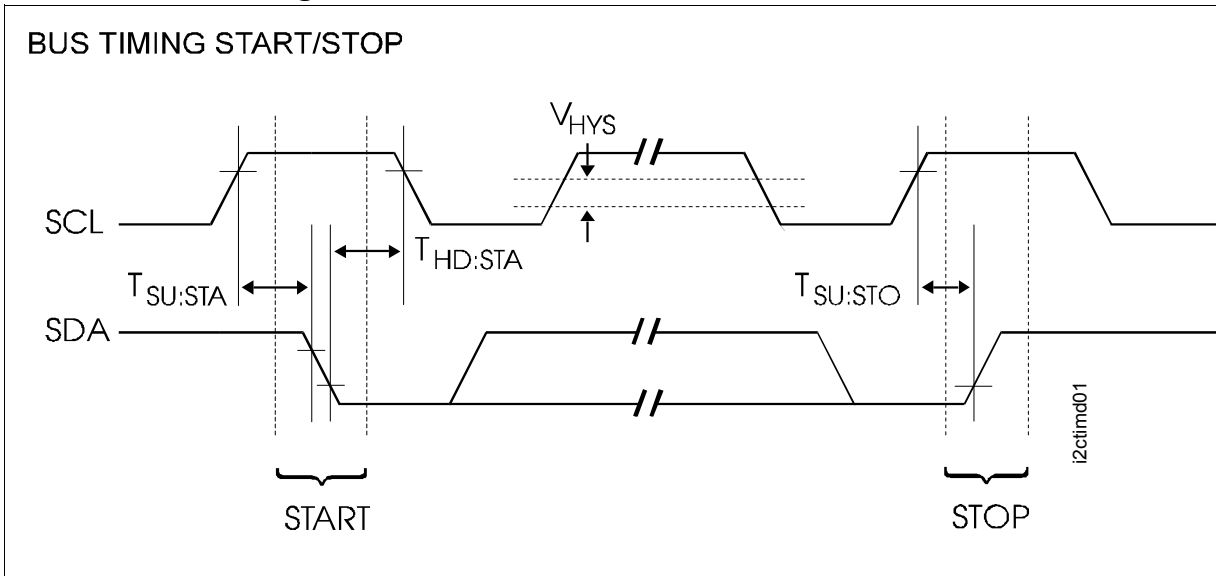 BUS TIMING START/STOP
VHYS
SCL
THD:STA
TSU:STA
TSU:STO
SDA
i2ctimd01
START
STOP